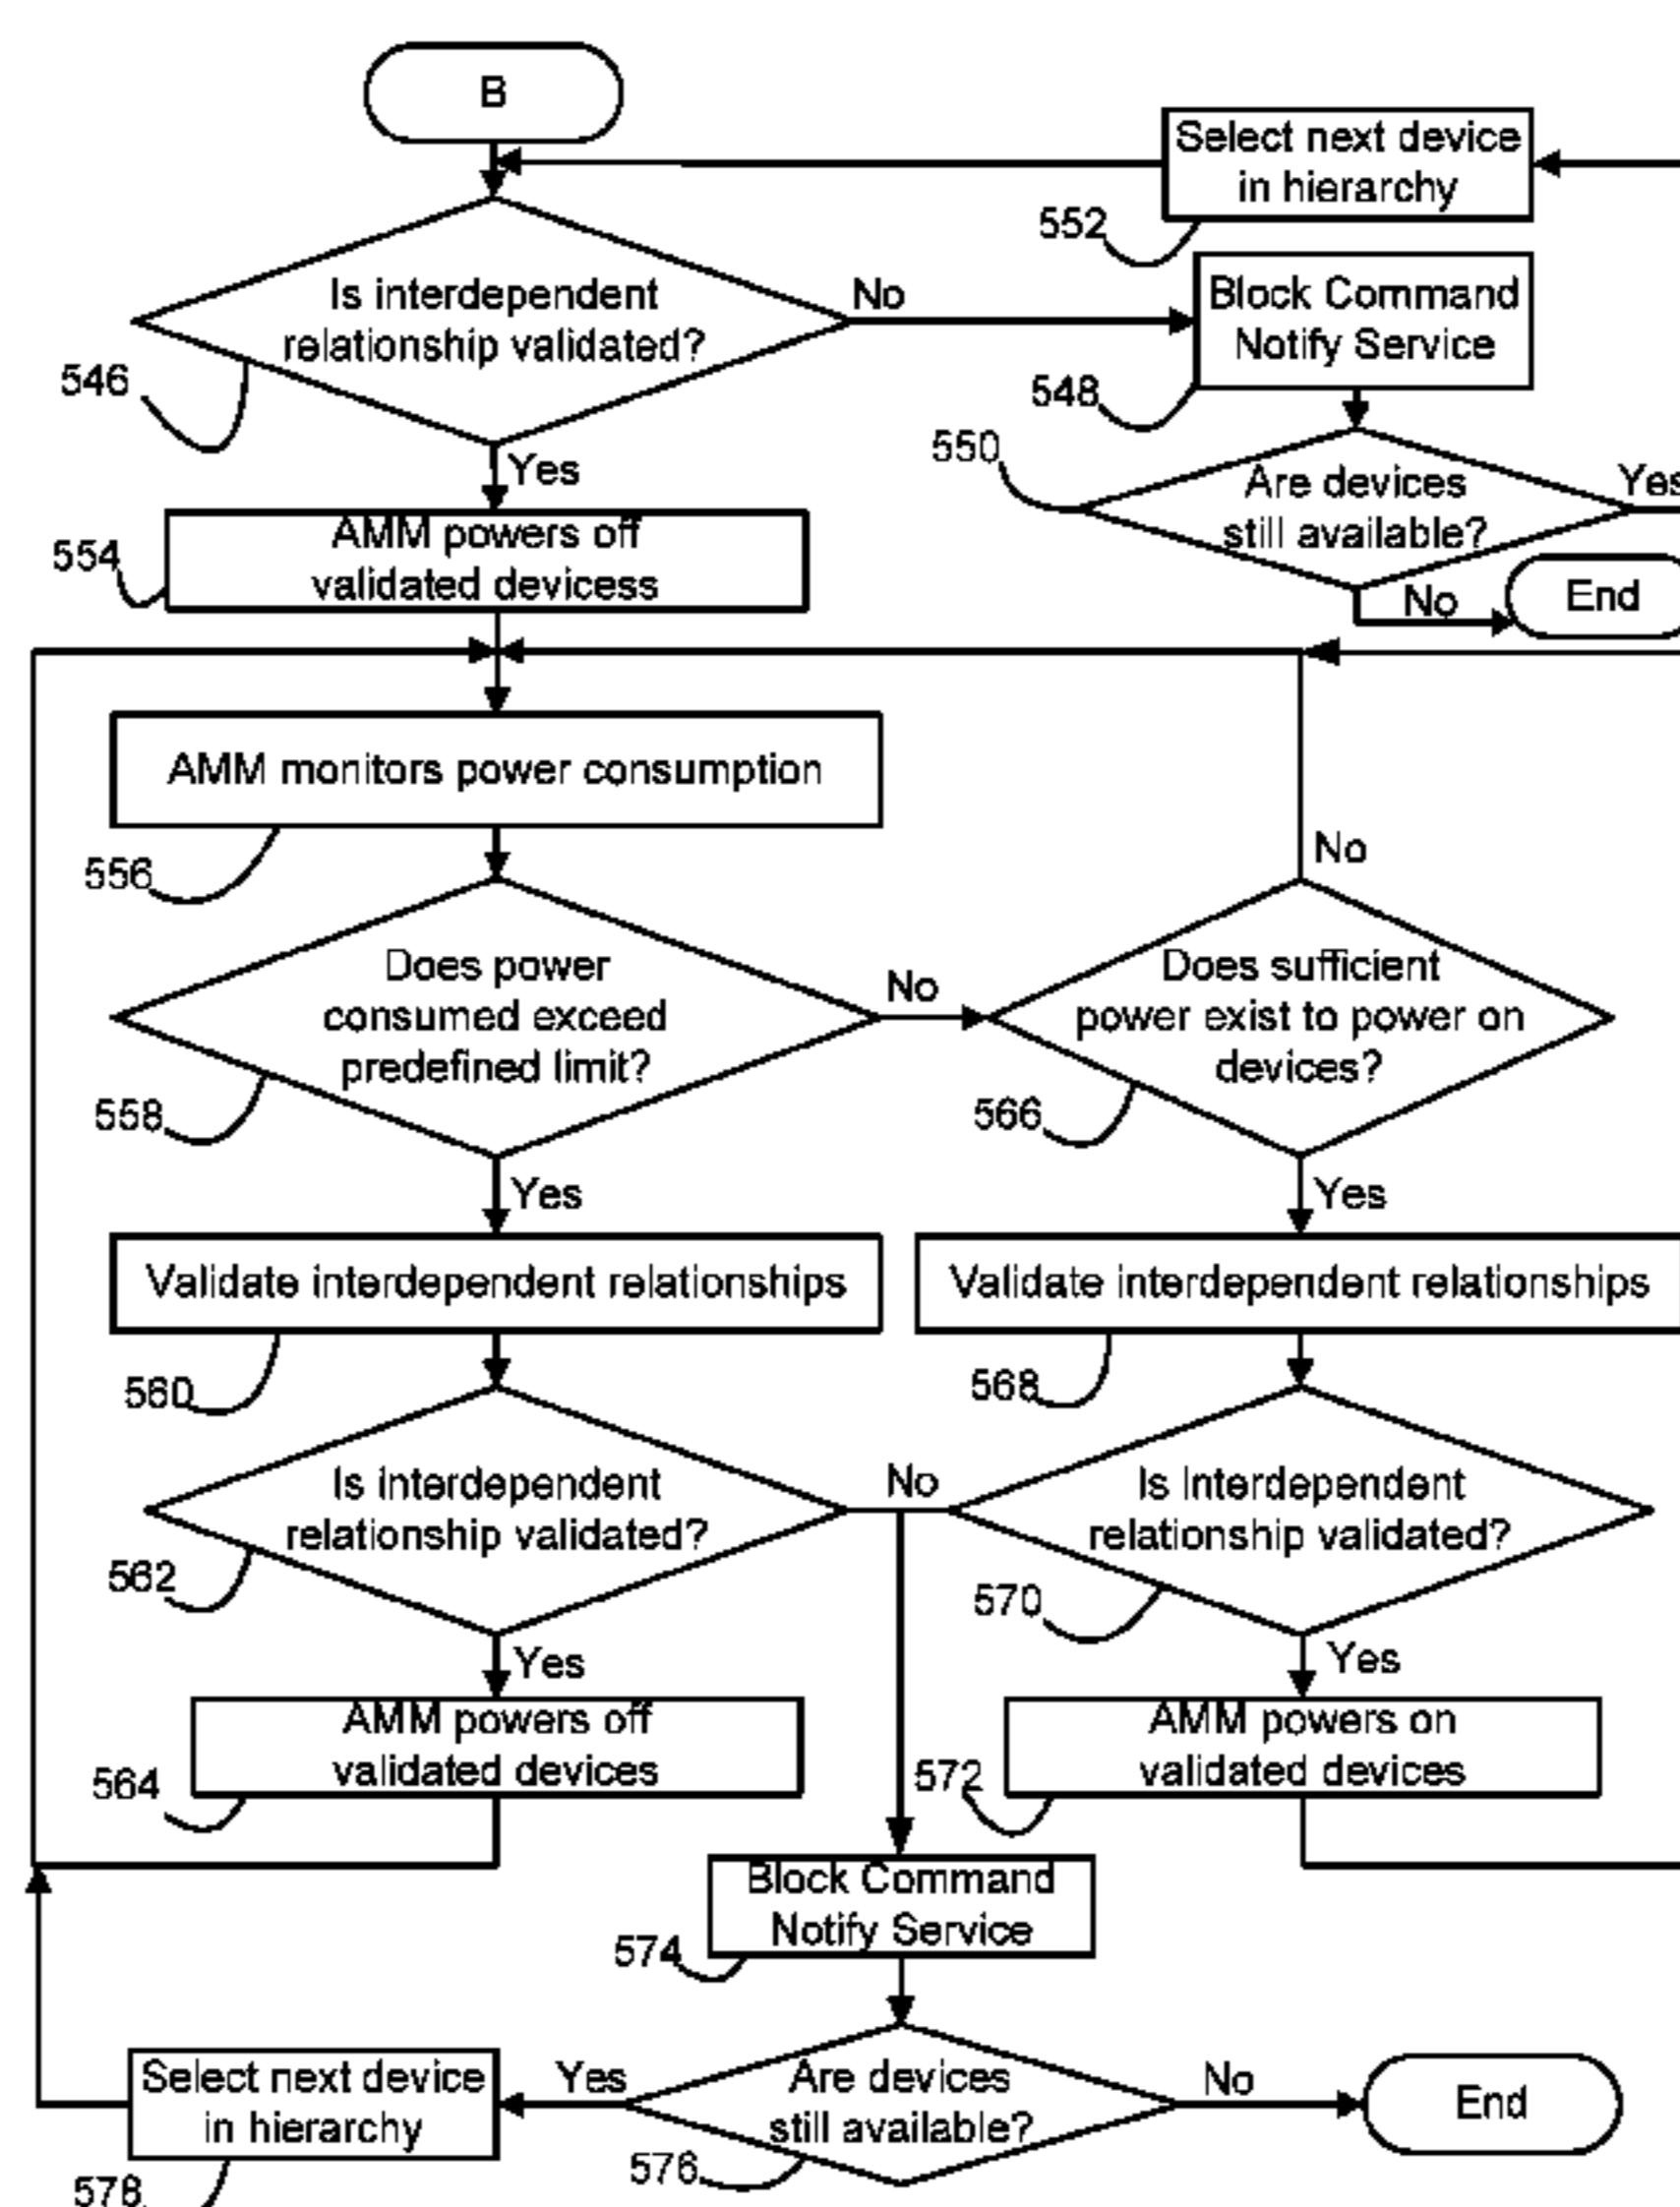 B
Select next device
in hierarchy
552
Is interdependent
relationship validated?
No
546
Block Command
Notify Service
548
550
Are devices
still available?
Yes
No
End
Yes
554
AMM powers off
validated devicess
AMM monitors power consumption
556
No
Does power
consumed exceed
predefined limit?
No
558
Does sufficient
power exist to power on
devices?
566
Yes
Yes
Validate interdependent relationships
560
Validate interdependent relationships
568
Is interdependent
relationship validated?
No
562
Is interdependent
relationship validated?
570
Yes
Yes
AMM powers off
validated devices
564
AMM powers on
validated devices
572
Block Command
Notify Service
574
Select next device
in hierarchy
578
Yes
Are devices
still available?
576
No
End